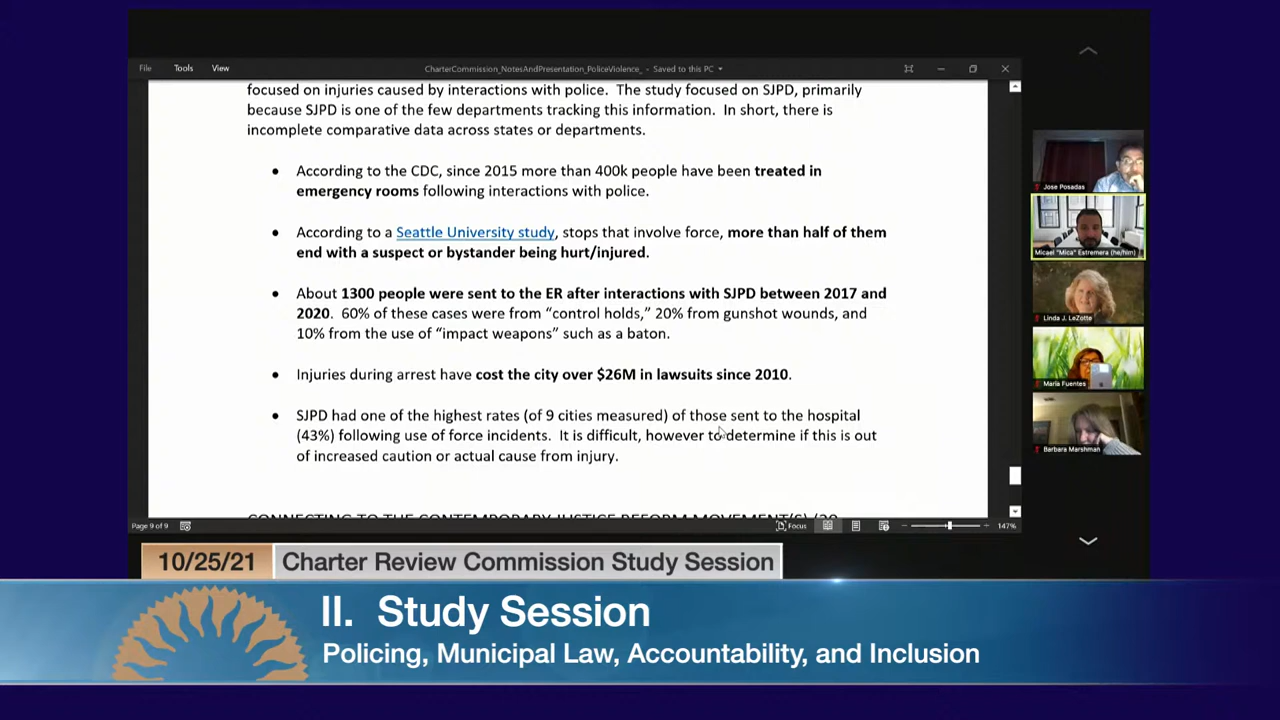 File Tools View CharterCommission_NotesAndPresentation_PoliceViolence_ - Saved to this PC
focused on injuries caused by interactions with police. The study focused on SJPD, primarily
because SJPD is one of the few departments tracking this information. In short, there is
incomplete comparative data across states or departments.
• According to the CDC, since 2015 more than 400k people have been treated in
emergency rooms following interactions with police.
• According to a Seattle University study, stops that involve force, more than half of them
end with a suspect or bystander being hurt/injured.
• About 1300 people were sent to the ER after interactions with SJPD between 2017 and
2020. 60% of these cases were from “control holds,” 20% from gunshot wounds, and
10% from the use of “impact weapons” such as a baton.
• Injuries during arrest have cost the city over $26M in lawsuits since 2010.
• SJPD had one of the highest rates (of 9 cities measured) of those sent to the hospital
(43%) following use of force incidents. It is difficult, however to determine if this is out
of increased caution or actual cause from injury.
CONNECTING TO THE CONTEMPORARY JUSTICE REFORM MOVEMENT(S) (20
Page 9 of 9 Focus 147%
Jose Posadas
Micael "Mica" Estremera (he/him)
Linda J. LeZotte
Maria Fuentes
Barbara Marshman
10/25/21 Charter Review Commission Study Session
II. Study Session
Policing, Municipal Law, Accountability, and Inclusion